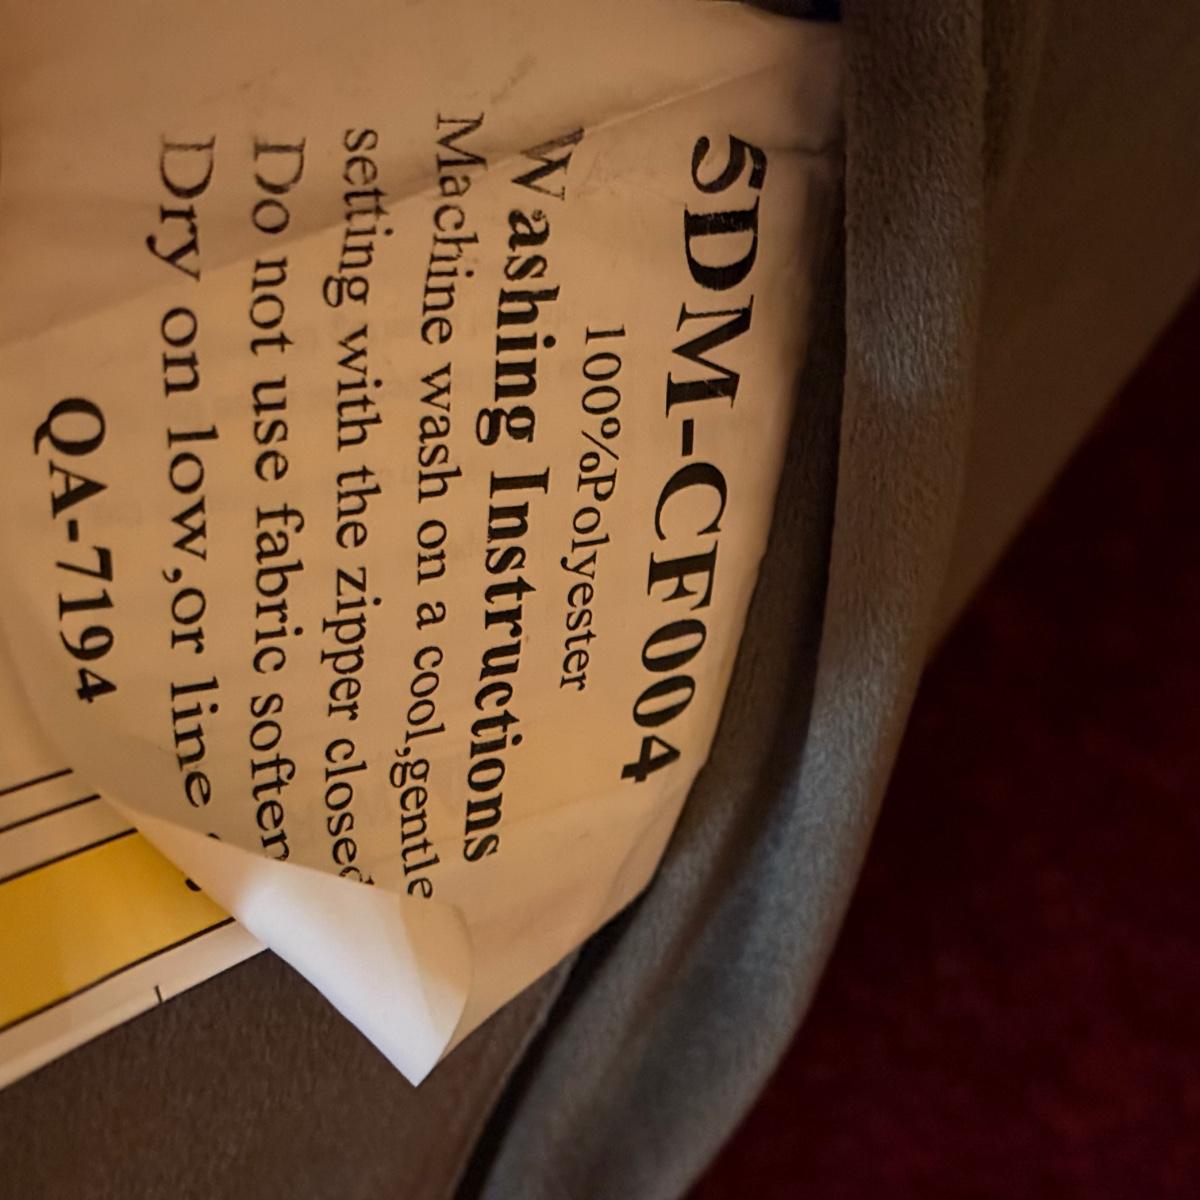 5DM-CF004
100%Polyester
Washing Instructions
Machine wash on a cool,gentle
setting with the zipper closed
Do not use fabric soften
Dry on low,or line
QA-7194